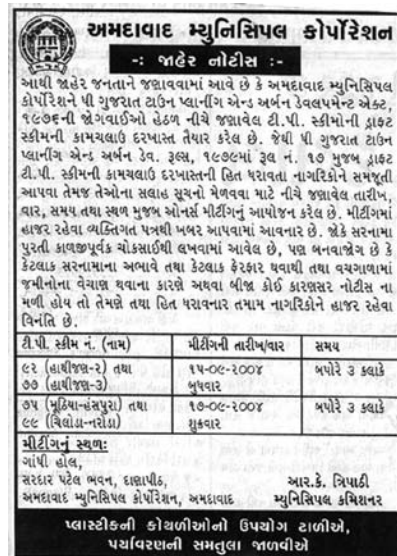 અમદાવાદ મ્યુનિસિપલ કોર્પોરેશન
-: જાહેર નોટીસ :-
આથી જાહેર જનતાને જણાવવામાં આવે છે કે અમદાવાદ મ્યુનિસિપલ
કોર્પોરેશને ધી ગુજરાત ટાઉન પ્લાનીંગ એન્ડ અર્બન ડેવલપમેન્ટ એક્ટ,
૧૯૭૬ની જોગવાઈઓ હેઠળ નીચે જણાવેલ ટી.પી. સ્કીમોની ડ્રાફ્ટ
સ્કીમની કામચલાઉ દરખાસ્ત તૈયાર કરેલ છે. જેથી ધી ગુજરાત ટાઉન
પ્લાનીંગ એન્ડ અર્બન ડેવ. રૂલ્સ, ૧૯૭૯માં રૂલ નં. ૧૭ મુજબ ડ્રાફ્ટ
ટી.પી. સ્કીમની કામચલાઉ દરખાસ્તની હિત ધરાવતા નાગરિકોને સમજૂતી
આપવા તેમજ તેઓના સલાહ સૂચનો મેળવવા માટે નીચે જણાવેલ તારીખ,
વાર, સમય તથા સ્થળ મુજબ ઓનર્સ મીટીંગનું આયોજન કરેલ છે. મીટીંગમાં
હાજર રહેવા વ્યક્તિગત પત્રથી ખબર આપવામાં આવનાર છે. જોકે સરનામા
પુરતી કાળજીપૂર્વક ચોકસાઈથી લખવામાં આવેલ છે, પણ બનવાજોગ છે કે
કેટલાક સરનામાના અભાવે તથા કેટલાક ફેરફાર થવાથી તથા વચગાળામાં
જમીનોના વેચાણ થવાના કારણે અથવા બીજા કોઈ કારણસર નોટીસ ના
મળી હોય તો તેમણે તથા હિત ધરાવનાર તમામ નાગરિકોને હાજર રહેવા
વિનંતિ છે.
ટી.પી. સ્કીમ નં. (નામ) મીટીંગની તારીખ/વાર સમય
૯૨ (હાથીજણ-૨) તથા ૧૫-૦૯-૨૦૦૪ બપોરે ૩ કલાકે
૭૭ (હાથીજણ-૩) બુધવાર
૭૫ (મૂઠિયા-હંસપુરા) તથા ૧૭-૦૯-૨૦૦૪ બપોરે ૩ કલાકે
૯૯ (ચિલોડા-નરોડા) શુક્રવાર
મીટીંગનું સ્થળઃ
ગાંધી હોલ,
સરદાર પટેલ ભવન, દાણાપીઠ, આર.કે. ત્રિપાઠી
અમદાવાદ મ્યુનિસિપલ કોર્પોરેશન, અમદાવાદ મ્યુનિસિપલ કમિશનર
પ્લાસ્ટીકની કોથળીઓનો ઉપયોગ ટાળીએ,
પર્યાવરણની સમતુલા જાળવીએ